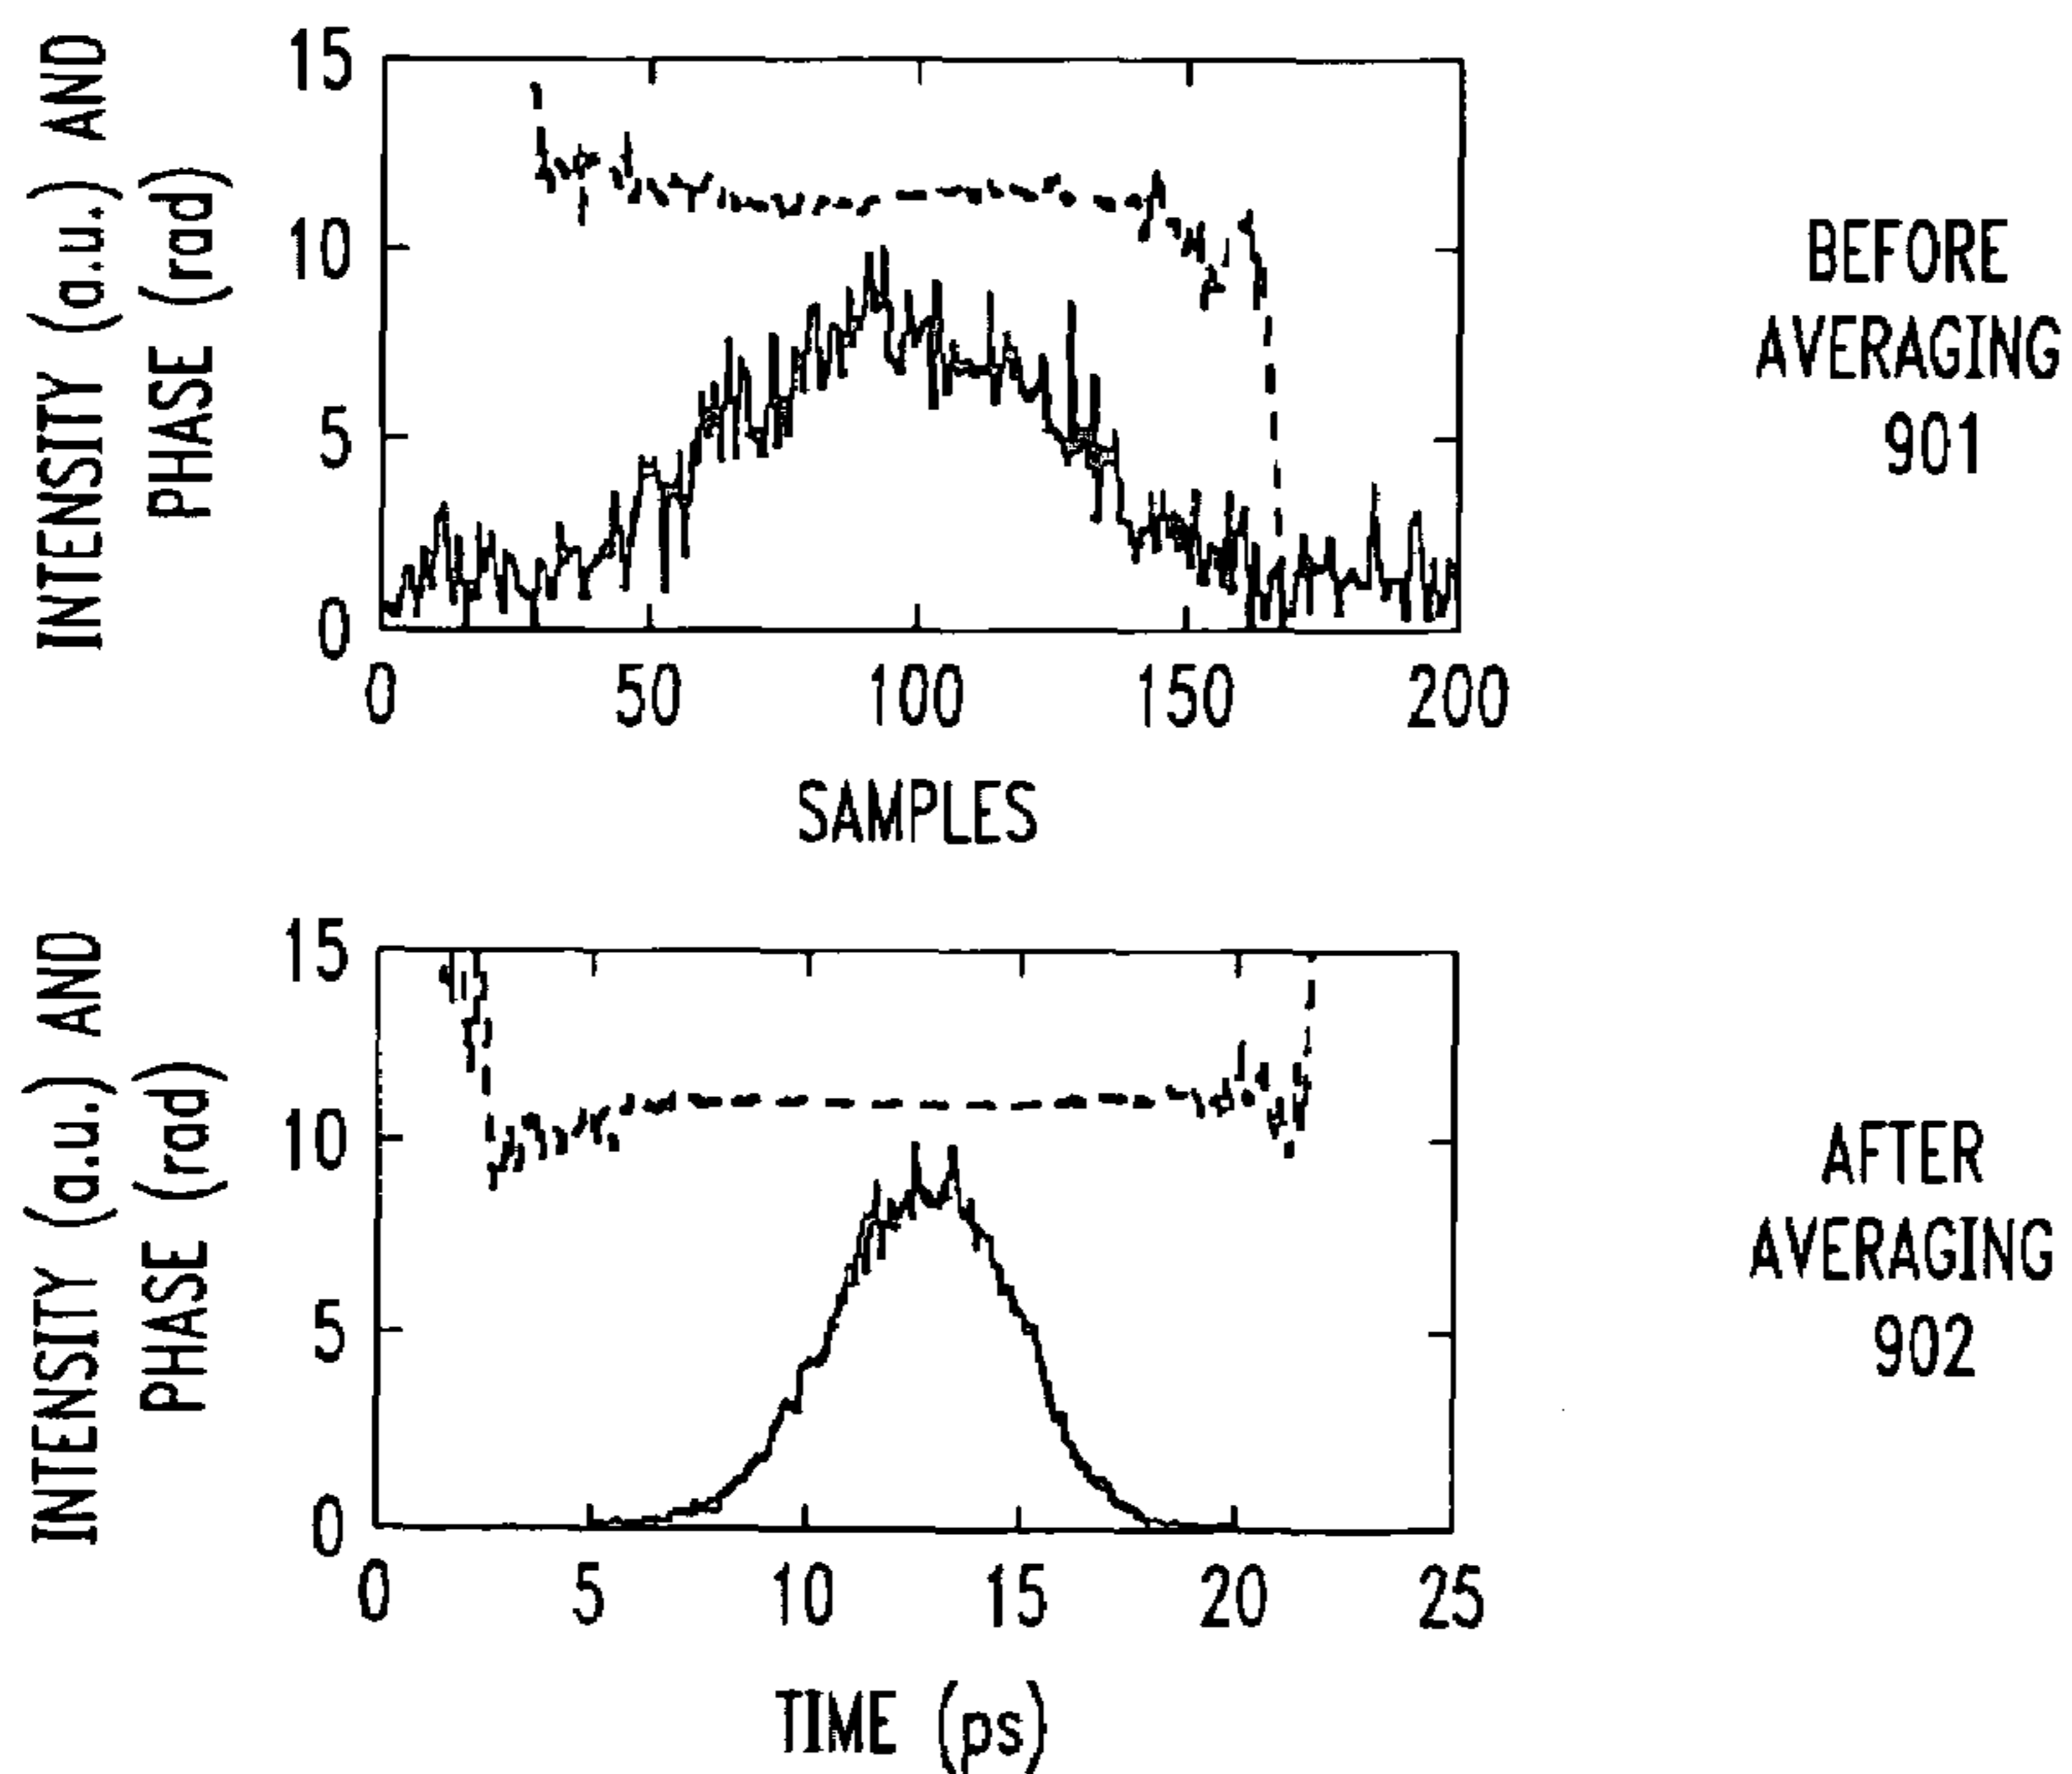 INTENSITY (a.u.) AND
PHASE (rad)
15
10
5
0
0 50 100 150 200
SAMPLES
BEFORE
AVERAGING
901
INTENSITY (a.u.) AND
PHASE (rad)
15
10
5
0
0 5 10 15 20 25
TIME (ps)
AFTER
AVERAGING
902